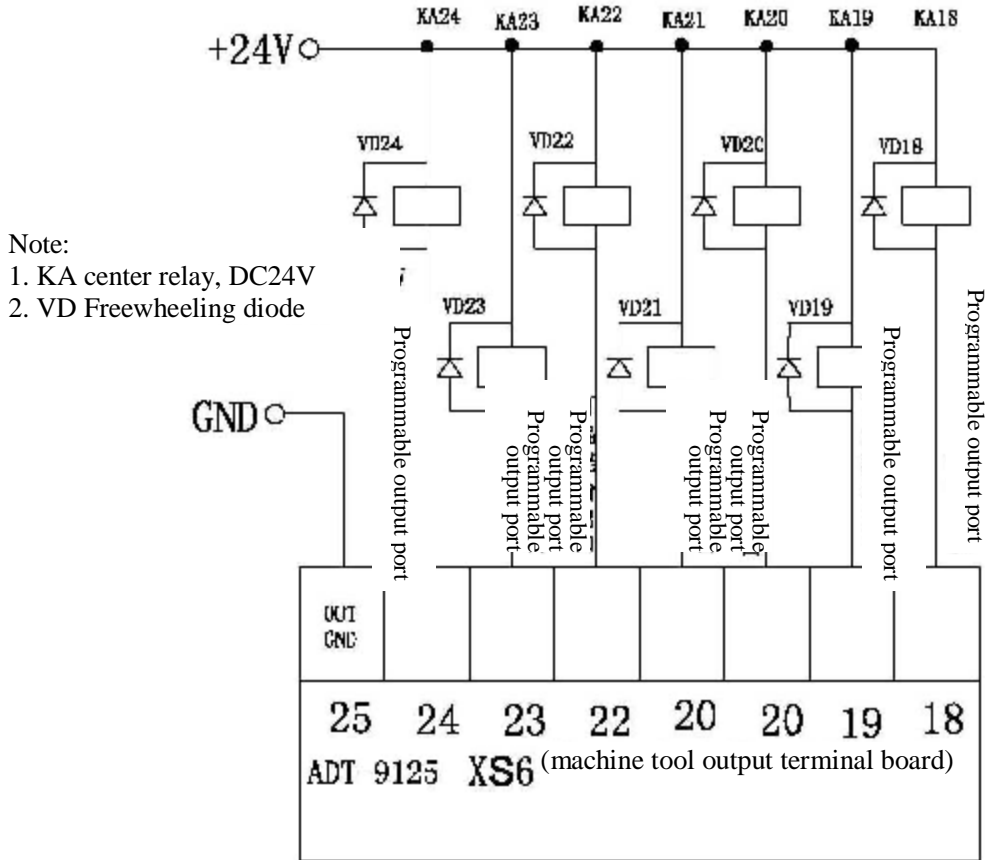 KA24 KA23 KA22 KA21 KA20 KA19 KA18
+24V
VD24 VD22 VD20 VD18
Note:
1. KA center relay, DC24V
2. VD Freewheeling diode
VD23 VD21 VD19
GND
Programmable output port
Programmable
output port
Programmable
output port
Programmable
output port
Programmable
output port
Programmable output port
Programmable output port
OUT
GND
25 24 23 22 20 20 19 18
ADT 9125 XS6 (machine tool output terminal board)